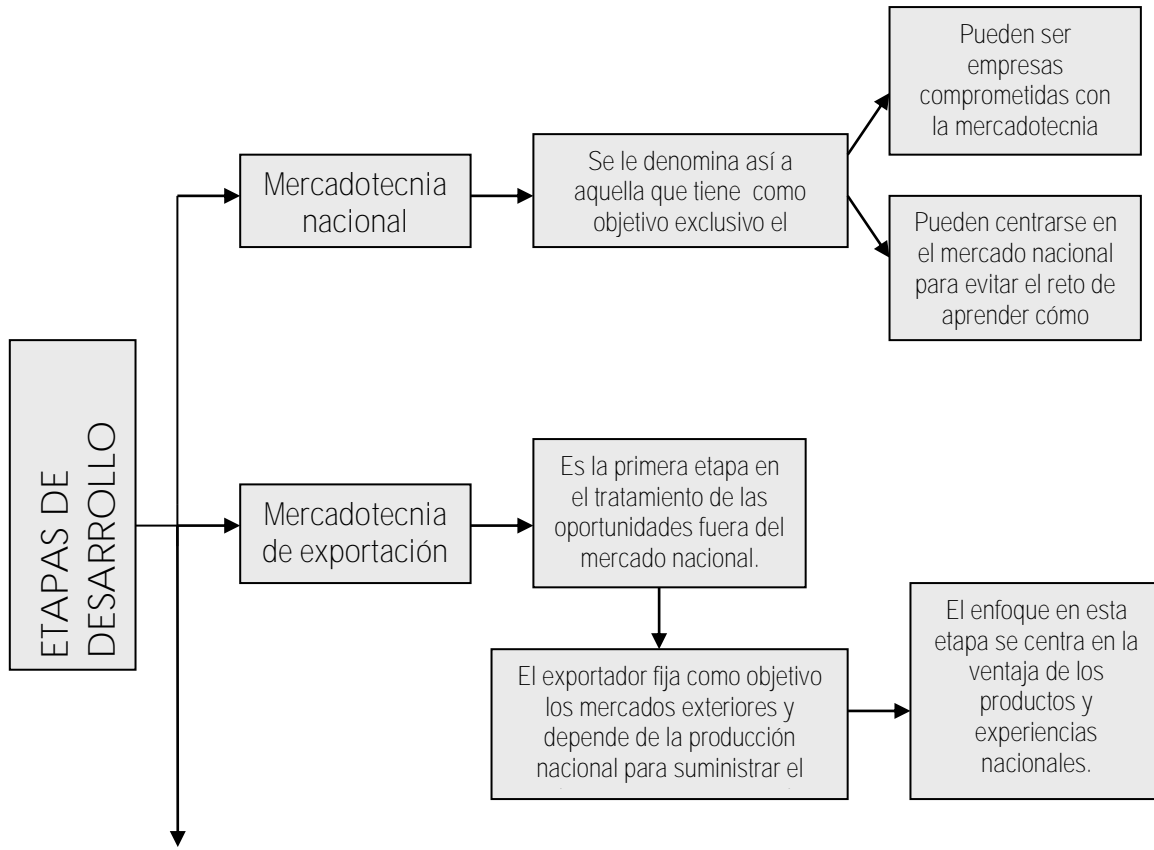 ETAPAS DE
DESARROLLO
Mercadotecnia
nacional
Se le denomina así a
aquella que tiene como
objetivo exclusivo el
Pueden ser
empresas
comprometidas con
la mercadotecnia
Pueden centrarse en
el mercado nacional
para evitar el reto de
aprender cómo
Mercadotecnia
de exportación
Es la primera etapa en
el tratamiento de las
oportunidades fuera del
mercado nacional.
El exportador fija como objetivo
los mercados exteriores y
depende de la producción
nacional para suministrar el
El enfoque en esta
etapa se centra en la
ventaja de los
productos y
experiencias
nacionales.